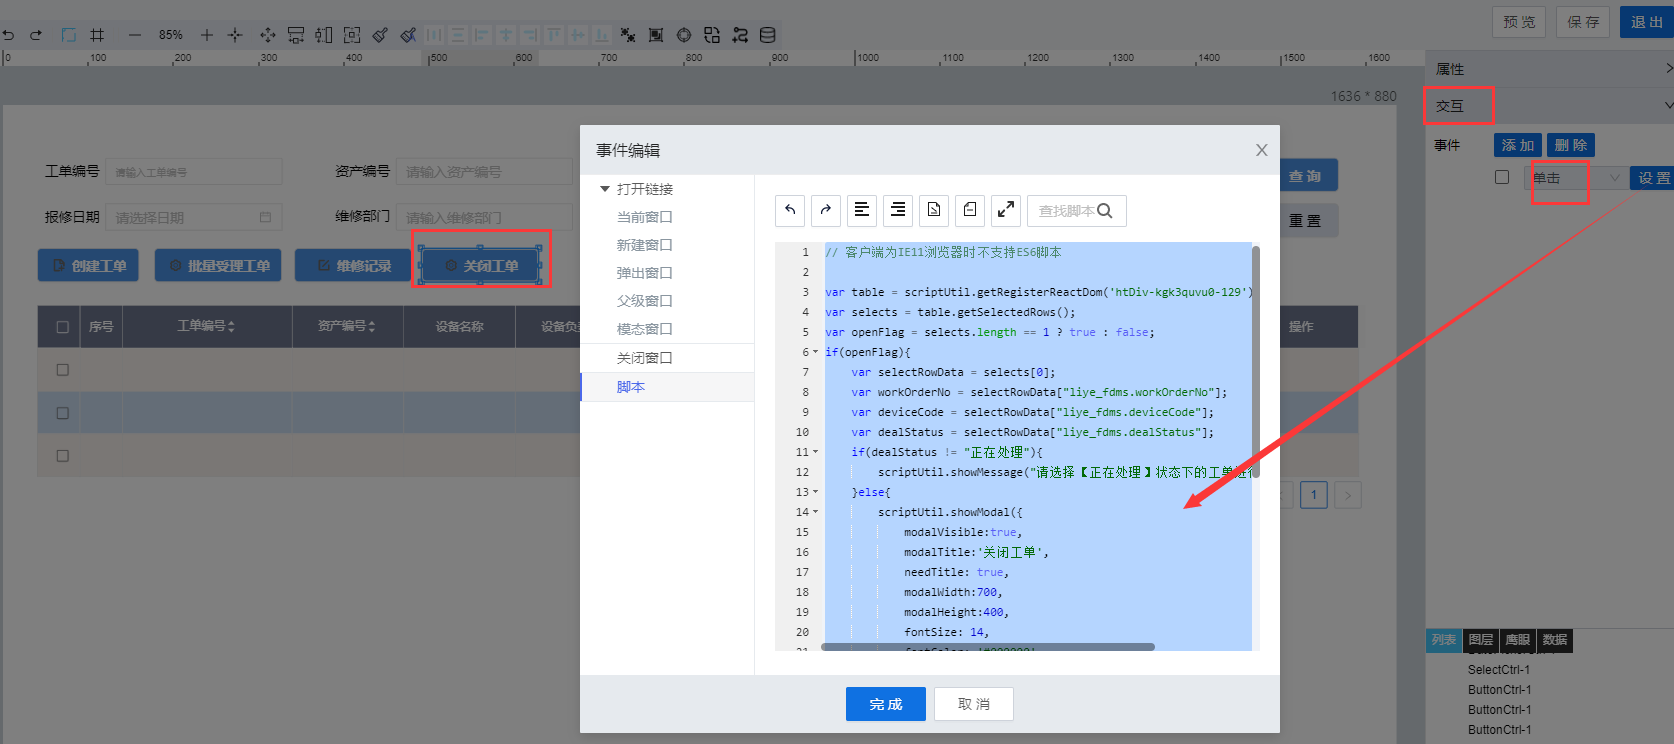 预 览
保 存
退 出
85%
0
100
200
300
400
500
600
700
800
900
1000
1100
1200
1300
1400
1500
1600
1636 * 880
属性
交互
事件
添 加
删 除
单击
设 置
工单编号
请输入工单编号
资产编号
请输入资产编号
查 询
报修日期
请选择日期
维修部门
请输入维修部门
重 置
创建工单
批量受理工单
维修记录
关闭工单
序号
工单编号
资产编号
设备名称
设备负
操作
1
事件编辑
打开链接
当前窗口
新建窗口
弹出窗口
父级窗口
模态窗口
关闭窗口
脚本
查找脚本
1 // 客户端为IE11浏览器时不支持ES6脚本
2
3 var table = scriptUtil.getRegisterReactDom('htDiv-kgk3quvu0-129')
4 var selects = table.getSelectedRows();
5 var openFlag = selects.length == 1 ? true : false;
6 if(openFlag){
7 var selectRowData = selects[0];
8 var workOrderNo = selectRowData["liye_fdms.workOrderNo"];
9 var deviceCode = selectRowData["liye_fdms.deviceCode"];
10 var dealStatus = selectRowData["liye_fdms.dealStatus"];
11 if(dealStatus != "正在处理"){
12 scriptUtil.showMessage("请选择【正在处理】状态下的工单进行
13 }else{
14 scriptUtil.showModal({
15 modalVisible:true,
16 modalTitle:'关闭工单',
17 needTitle: true,
18 modalWidth:700,
19 modalHeight:400,
20 fontSize: 14,
完 成
取 消
列表
图层
鹰眼
数据
SelectCtrl-1
ButtonCtrl-1
ButtonCtrl-1
ButtonCtrl-1